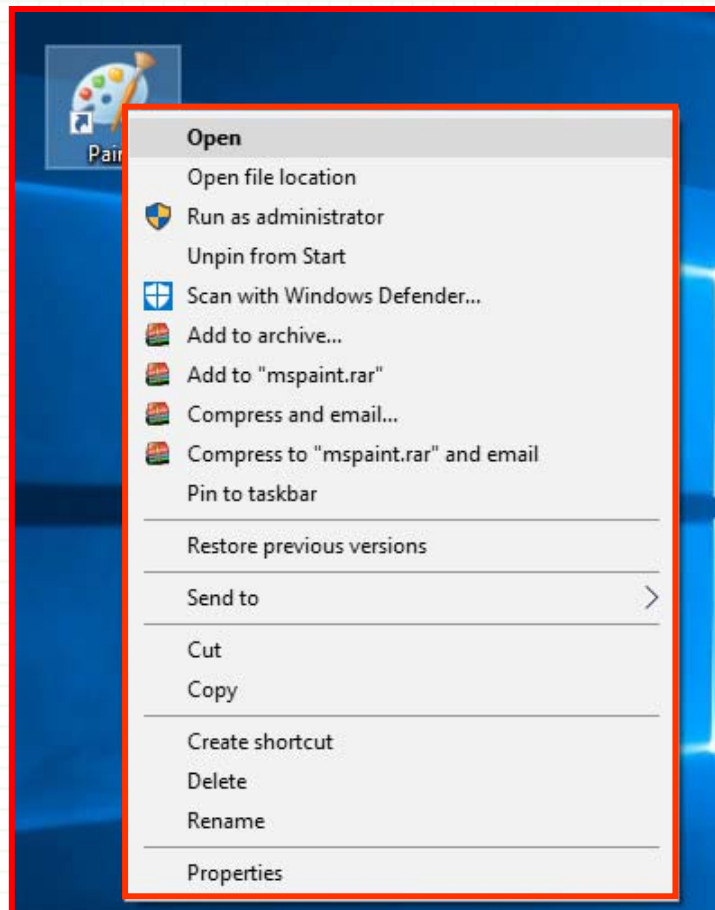 Pai
Open
Open file location
Run as administrator
Unpin from Start
Scan with Windows Defender...
Add to archive...
Add to "mspaint.rar"
Compress and email...
Compress to "mspaint.rar" and email
Pin to taskbar
Restore previous versions
Send to
Cut
Copy
Create shortcut
Delete
Rename
Properties